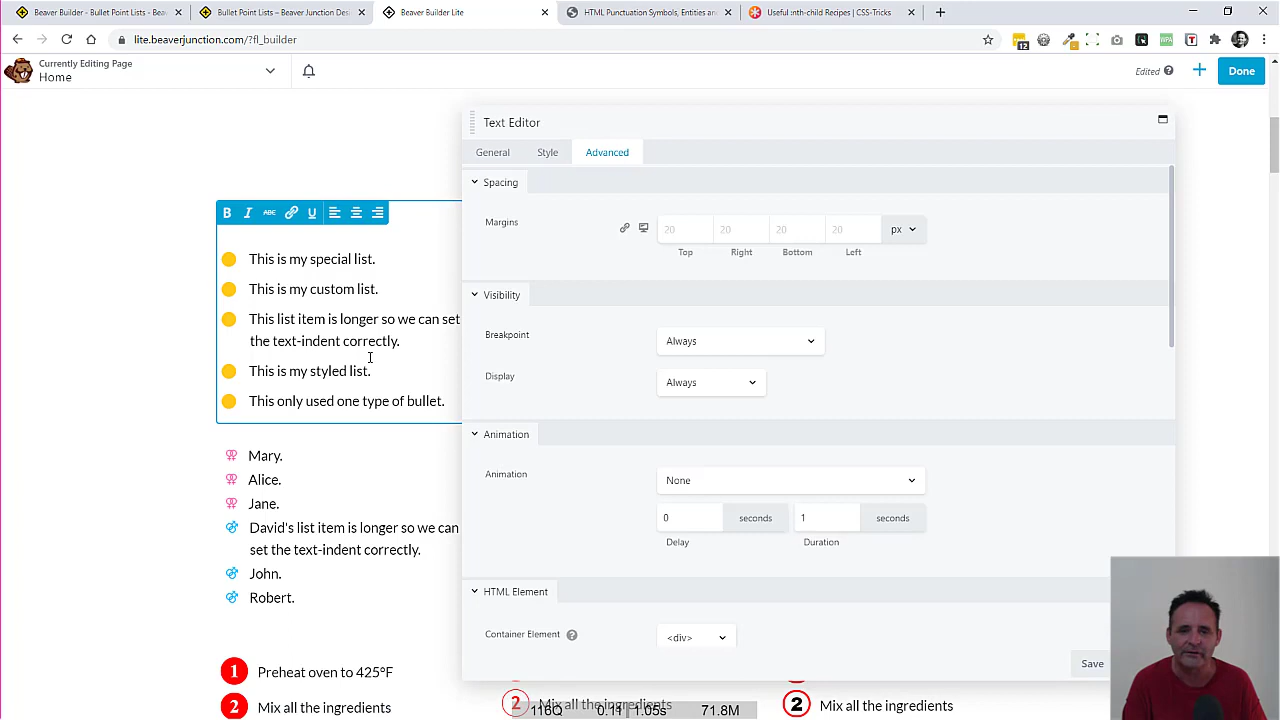 Beaver Builder - Bullet Point Lists - Bea
Bullet Point Lists – Beaver Junction Des
Beaver Builder Lite
HTML Punctuation Symbols, Entities an
Useful :nth-child Recipes | CSS-Tricks
lite.beaverjunction.com/?fl_builder
12
WPA
T
Currently Editing Page
Home
Edited
Done
Text Editor
General Style Advanced
Spacing
Margins
20 20 20 20 px
Top Right Bottom Left
Visibility
Breakpoint
Always
Display
Always
Animation
Animation
None
0 seconds 1 seconds
Delay Duration
HTML Element
Container Element
<div>
Save
B I ABC U
This is my special list.
This is my custom list.
This list item is longer so we can set
the text-indent correctly.
This is my styled list.
This only used one type of bullet.
Mary.
Alice.
Jane.
David's list item is longer so we can
set the text-indent correctly.
John.
Robert.
1 Preheat oven to 425°F
2 Mix all the ingredients
2 Mix all the ingredients
2 Mix all the ingredients
116Q 0.11 | 1.05s 71.8M